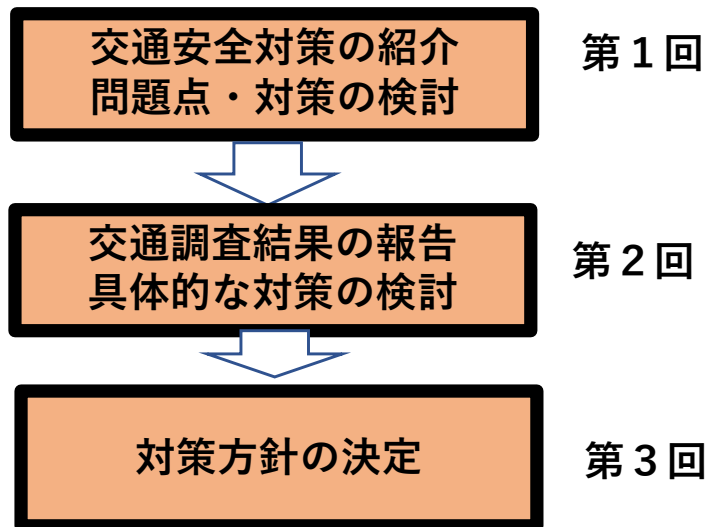 交通安全対策の紹介
問題点・対策の検討
第１回
交通調査結果の報告
具体的な対策の検討
第２回
対策方針の決定
第３回